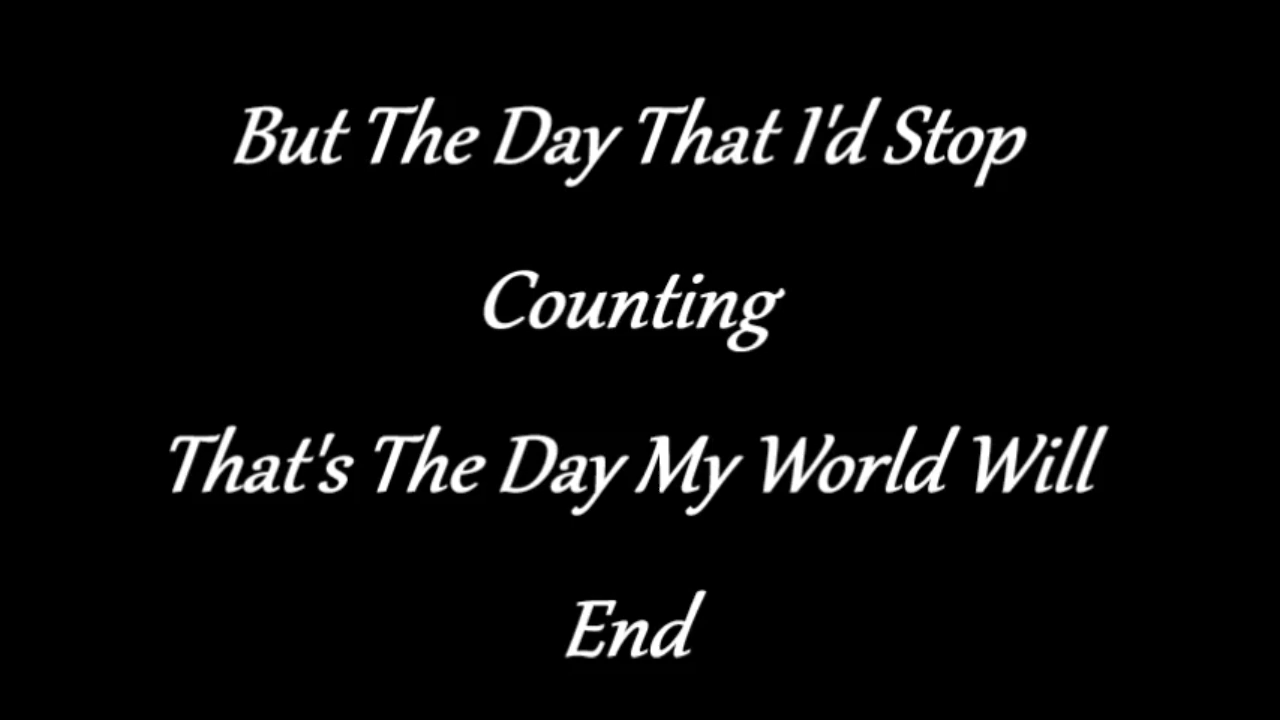 But The Day That I'd Stop
Counting
That's The Day My World Will
End